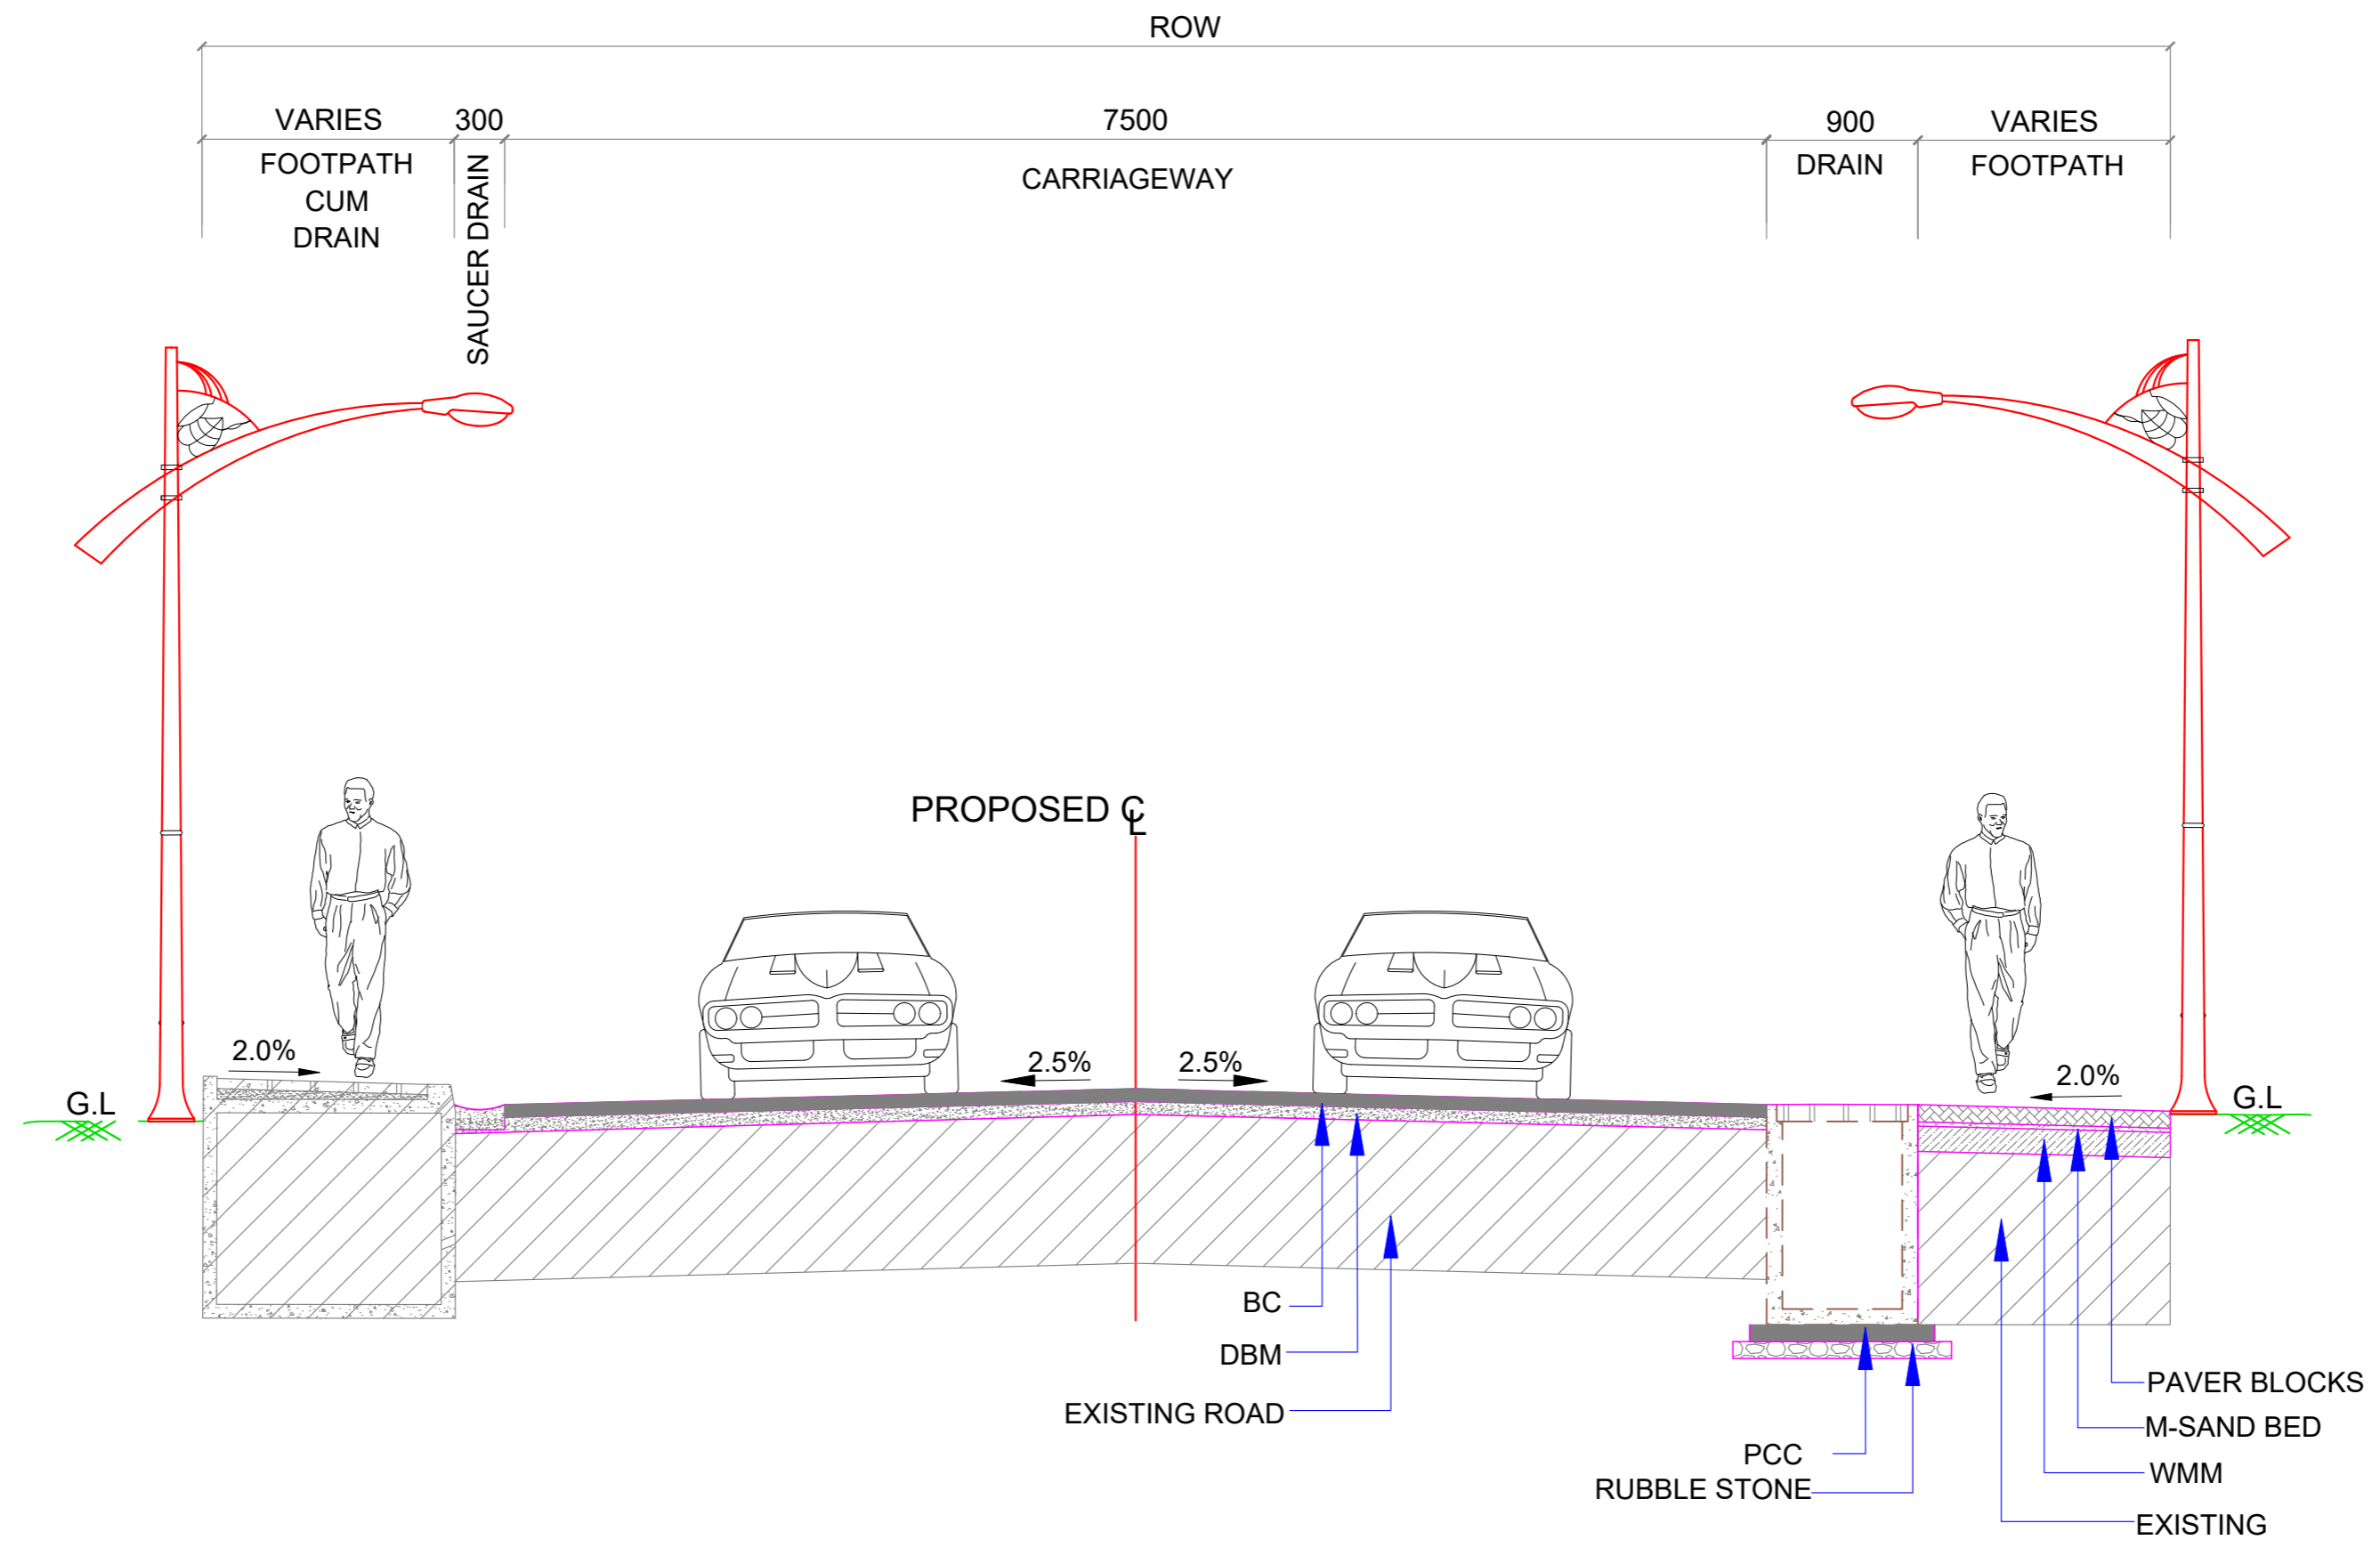 ROW
VARIES
300
7500
900
VARIES
FOOTPATH
CUM
DRAIN
SAUCER DRAIN
CARRIAGEWAY
DRAIN
FOOTPATH
PROPOSED CL
2.0%
2.5%
2.5%
2.0%
G.L
G.L
BC
DBM
EXISTING ROAD
PCC
RUBBLE STONE
PAVER BLOCKS
M-SAND BED
WMM
EXISTING